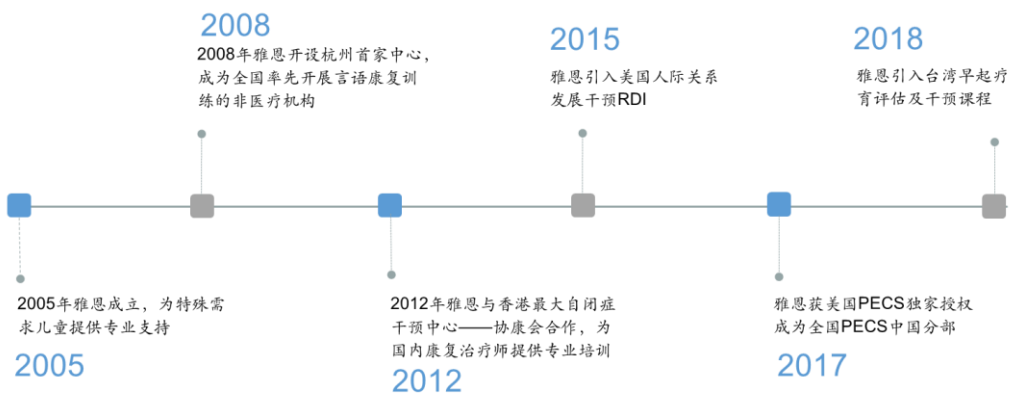 2008
2008年雅恩开设杭州首家中心，
成为全国率先开展言语康复训
练的非医疗机构
2015
雅恩引入美国人际关系
发展干预RDI
2018
雅恩引入台湾早起疗
育评估及干预课程
2005年雅恩成立，为特殊需
求儿童提供专业支持
2005
2012年雅恩与香港最大自闭症
干预中心——协康会合作，为
国内康复治疗师提供专业培训
2012
雅恩获美国PECS独家授权
成为全国PECS中国分部
2017